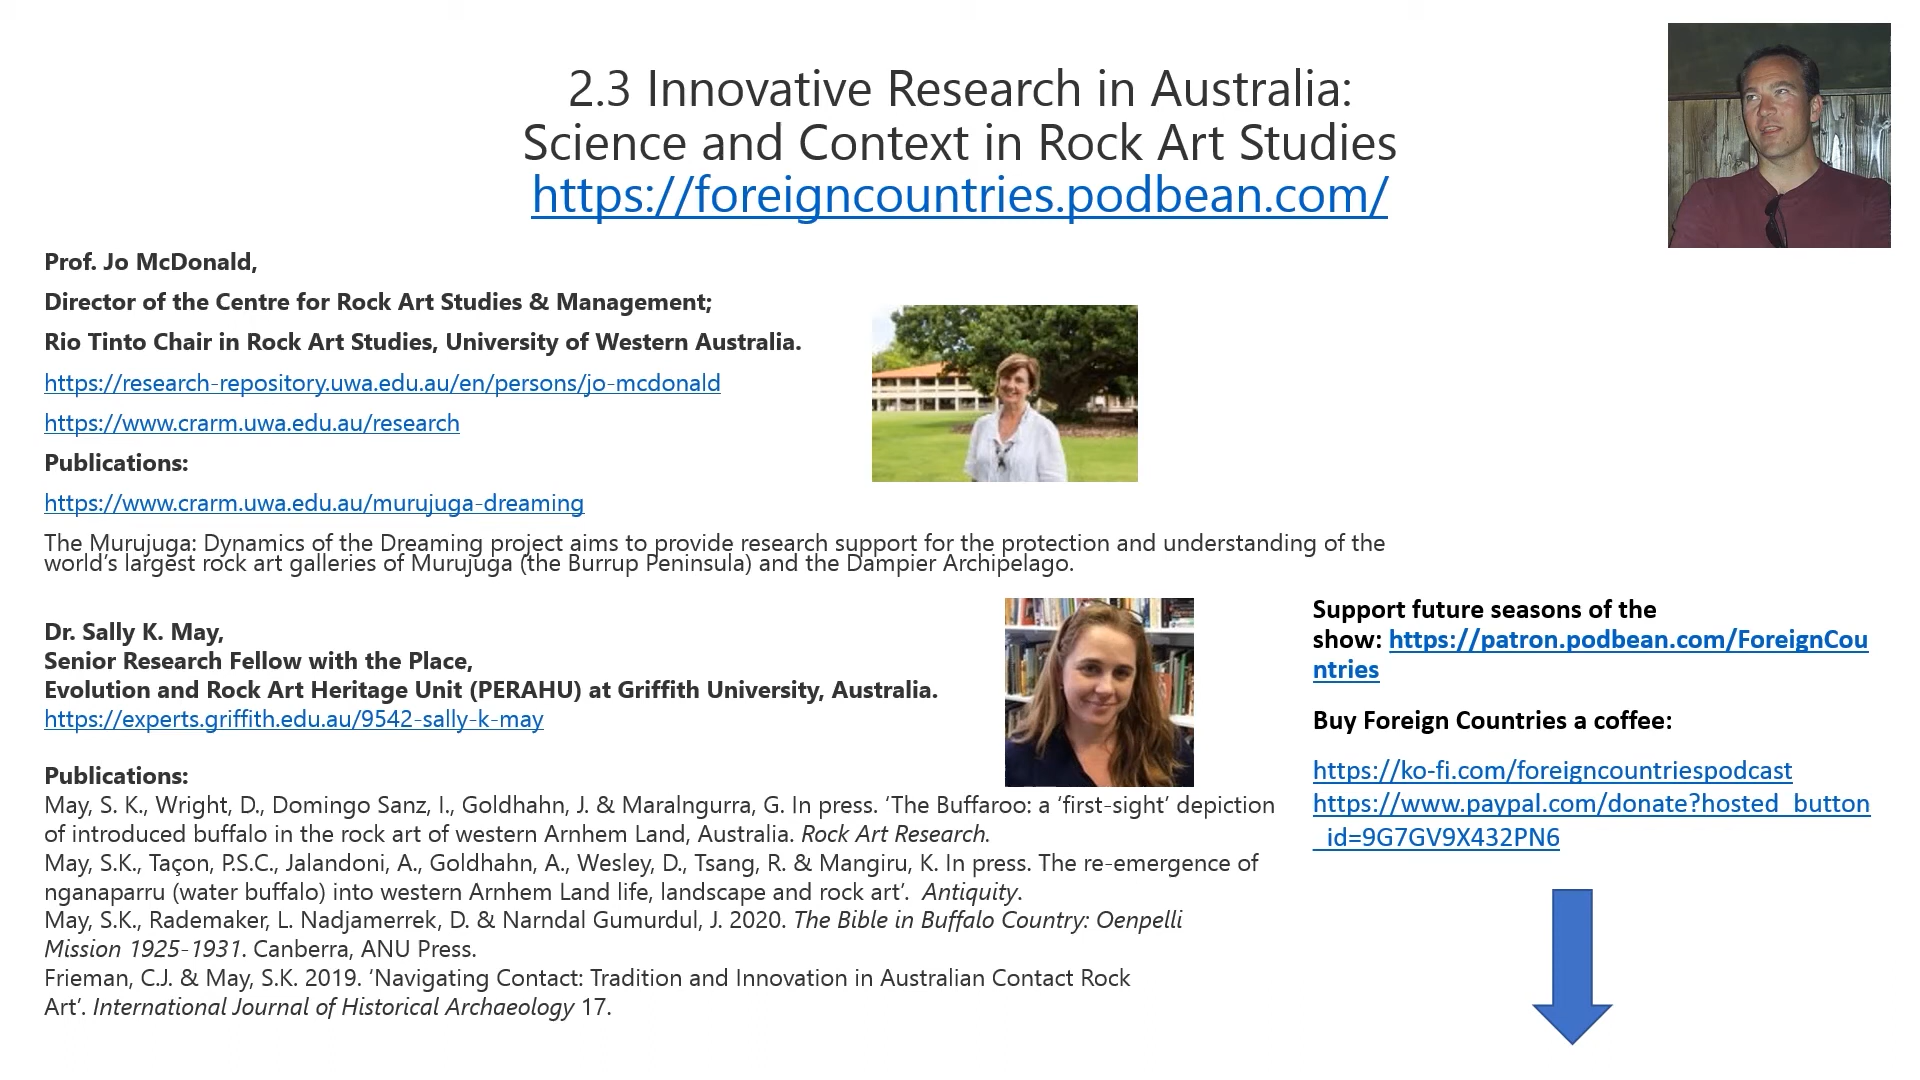 2.3 Innovative Research in Australia:
Science and Context in Rock Art Studies
https://foreigncountries.podbean.com/
Prof. Jo McDonald,
Director of the Centre for Rock Art Studies & Management;
Rio Tinto Chair in Rock Art Studies, University of Western Australia.
https://research-repository.uwa.edu.au/en/persons/jo-mcdonald
https://www.crarm.uwa.edu.au/research
Publications:
https://www.crarm.uwa.edu.au/murujuga-dreaming
The Murujuga: Dynamics of the Dreaming project aims to provide research support for the protection and understanding of the
world’s largest rock art galleries of Murujuga (the Burrup Peninsula) and the Dampier Archipelago.
Dr. Sally K. May,
Senior Research Fellow with the Place,
Evolution and Rock Art Heritage Unit (PERAHU) at Griffith University, Australia.
https://experts.griffith.edu.au/9542-sally-k-may
Publications:
May, S. K., Wright, D., Domingo Sanz, I., Goldhahn, J. & Maralngurra, G. In press. ‘The Buffaroo: a ‘first-sight’ depiction
of introduced buffalo in the rock art of western Arnhem Land, Australia. Rock Art Research.
May, S.K., Taçon, P.S.C., Jalandoni, A., Goldhahn, A., Wesley, D., Tsang, R. & Mangiru, K. In press. The re-emergence of
nganaparru (water buffalo) into western Arnhem Land life, landscape and rock art’. Antiquity.
May, S.K., Rademaker, L. Nadjamerrek, D. & Narndal Gumurdul, J. 2020. The Bible in Buffalo Country: Oenpelli
Mission 1925-1931. Canberra, ANU Press.
Frieman, C.J. & May, S.K. 2019. ‘Navigating Contact: Tradition and Innovation in Australian Contact Rock
Art’. International Journal of Historical Archaeology 17.
Support future seasons of the
show: https://patron.podbean.com/ForeignCou
ntries
Buy Foreign Countries a coffee:
https://ko-fi.com/foreigncountriespodcast
https://www.paypal.com/donate?hosted_button
_id=9G7GV9X432PN6